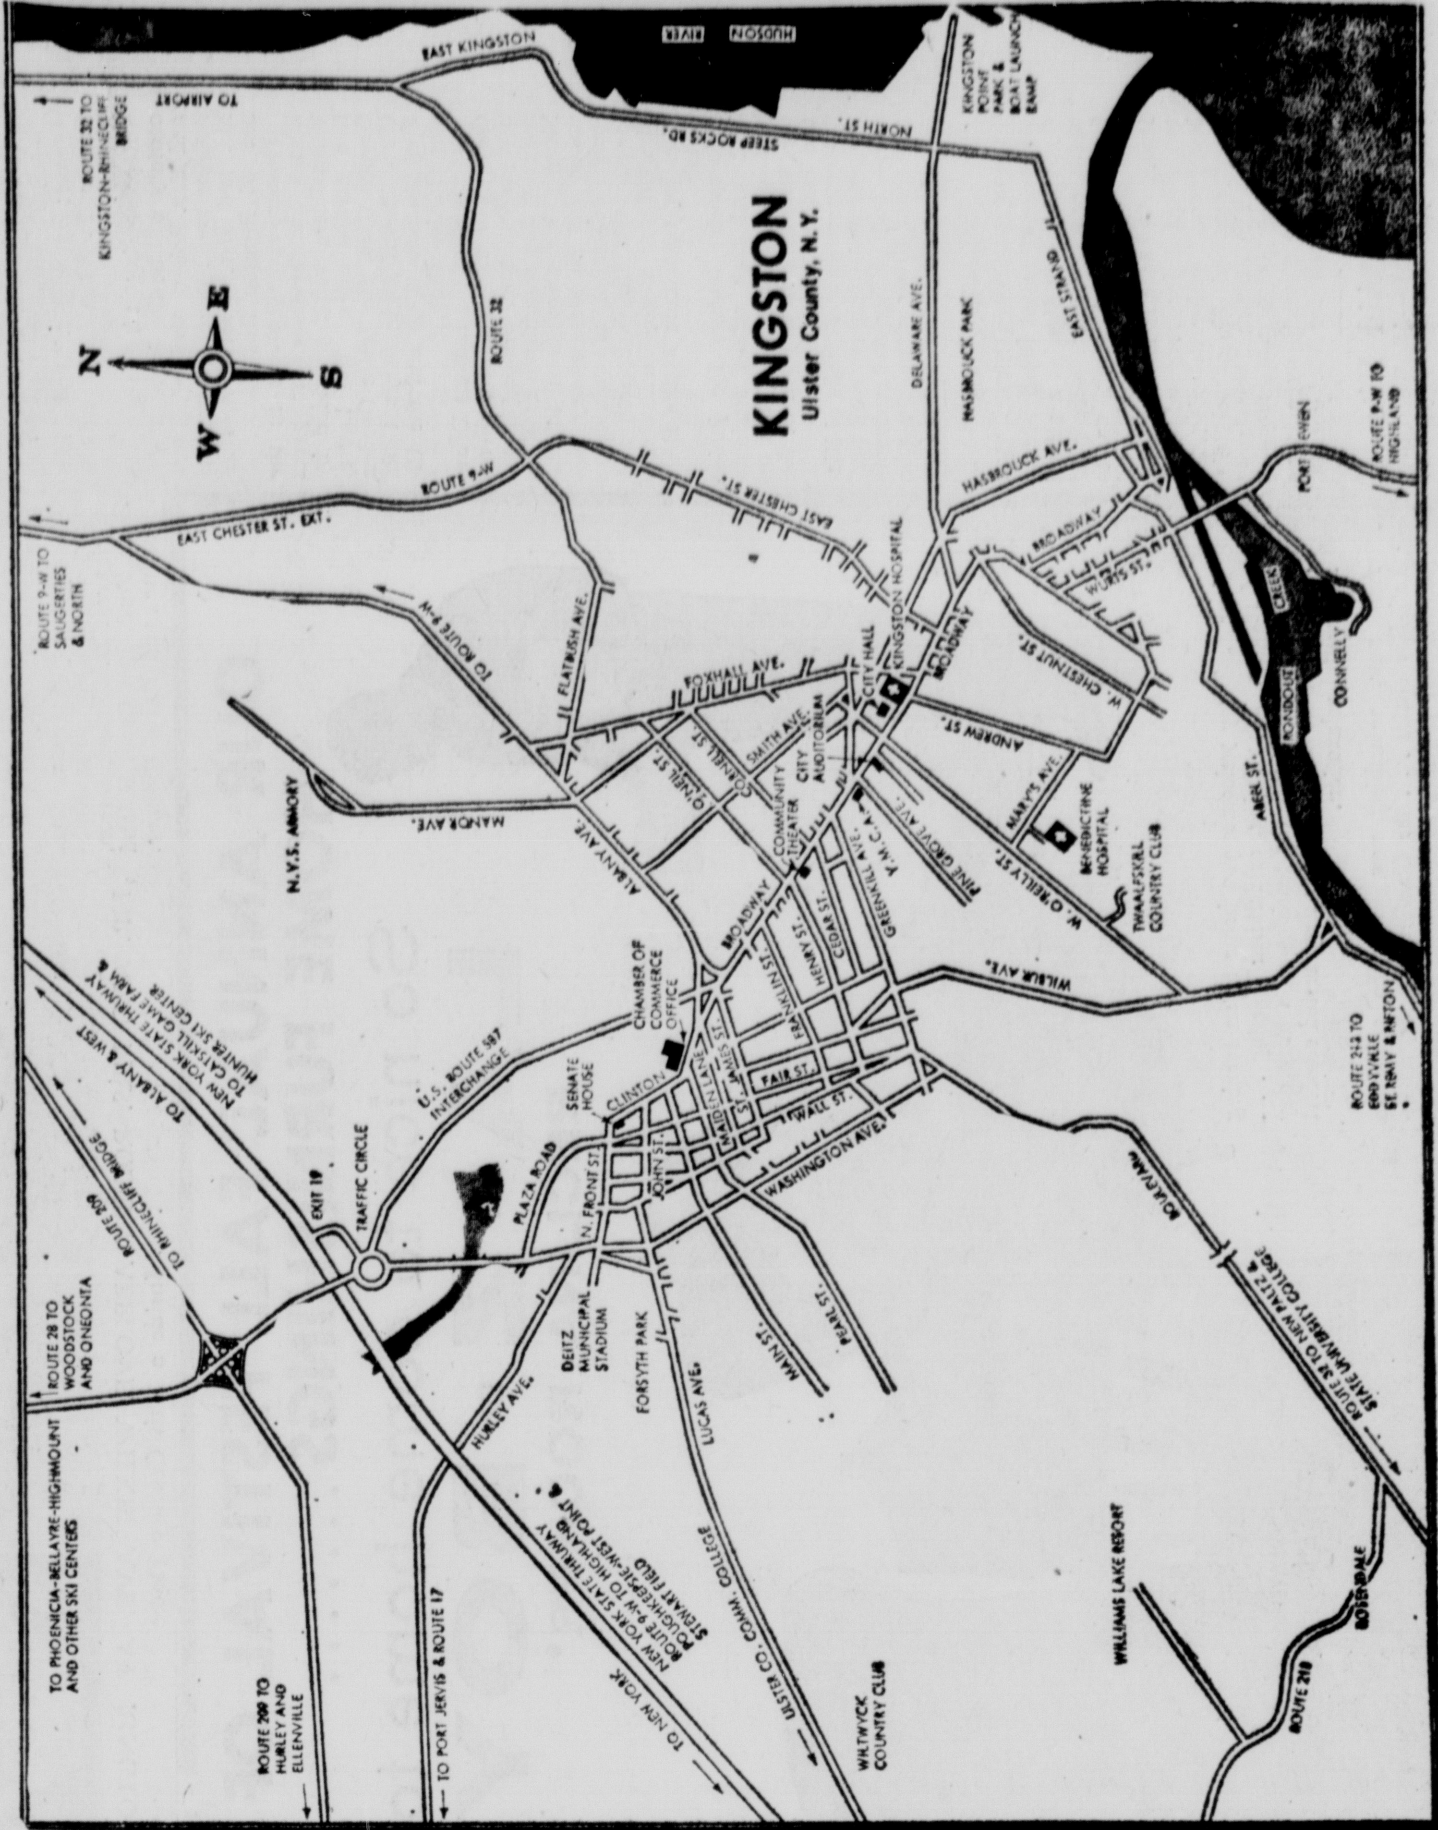 KINGSTON
Ulster County, N.Y.
N
E
S
W
HUDSON
RIVER
EAST KINGSTON
TO AIRPORT
ROUTE 32 TO
KINGSTON-RHINECLIFF
BRIDGE
STEEP ROCKS RD.
NORTH ST.
KINGSTON
POINT
PARK &
BOAT LAUNCH
RAMP
ROUTE 32
DELAWARE AVE.
HASBROUCK PARK
EAST STRAND
ROUTE 9-W
EAST CHESTER ST. EXT.
ROUTE 9-W TO
SAUGERTIES
& NORTH
EAST CHESTER ST.
HASBROUCK AVE.
PORT EWEN
ROUTE 9-W TO
HIGHLAND
TO ROUTE 9-W
FLATBUSH AVE.
FOXHALL AVE.
KINGSTON HOSPITAL
CITY HALL
BROADWAY
BROADWAY
WURTS ST.
W. CHESTNUT ST.
CREEK
RONDOUT
CONNELLY
N.Y.S. ARMORY
MANOR AVE.
ALBANY AVE.
O'NEIL ST.
CORNELL ST.
SMITH AVE.
CITY
AUDITORIUM
COMMUNITY
THEATER
ANDREW ST.
MARY'S AVE.
BENEDICTINE
HOSPITAL
ABEEL ST.
TWAALFSKILL
COUNTRY CLUB
Y.M.C.A.
PINE GROVE AVE.
W. O'REILLY ST.
GREENKILL AVE.
CEDAR ST.
HENRY ST.
FRANKLIN ST.
BROADWAY
WILBUR AVE.
NEW YORK STATE THRUWAY
TO CATSKILL GAME FARM &
HUNTER SKI CENTER
TO ALBANY & WEST
U.S. ROUTE 587
INTERCHANGE
CHAMBER OF
COMMERCE
OFFICE
SENATE
HOUSE
CLINTON
MAIDEN LANE
ST. JAMES ST.
FAIR ST.
WALL ST.
WASHINGTON AVE.
JOHN ST.
N. FRONT ST.
PLAZA ROAD
ROUTE 213 TO
EDDYVILLE
ST. REMY & RIFTON
ROUTE 209
TO RHINECLIFF BRIDGE
EXIT 19
TRAFFIC CIRCLE
ROUTE 28 TO
WOODSTOCK
AND ONEONTA
DEITZ
MUNICIPAL
STADIUM
FORSYTH PARK
HURLEY AVE.
LUCAS AVE.
MAIN ST.
PEARL ST.
BOULEVARD
ROUTE 32 TO NEW PALTZ &
STATE UNIVERSITY COLLEGE
TO PHOENICIA-BELLAYRE-HIGHMOUNT
AND OTHER SKI CENTERS
ROUTE 209 TO
HURLEY AND
ELLENVILLE
TO PORT JERVIS & ROUTE 17
NEW YORK STATE THRUWAY
ROUTE 9-W TO HIGHLAND
POUGHKEEPSIE-WEST POINT &
STEWART FIELD
TO NEW YORK
ULSTER CO. COMM. COLLEGE
WILTWYCK
COUNTRY CLUB
WILLIAMS LAKE RESORT
ROSENDALE
ROUTE 213